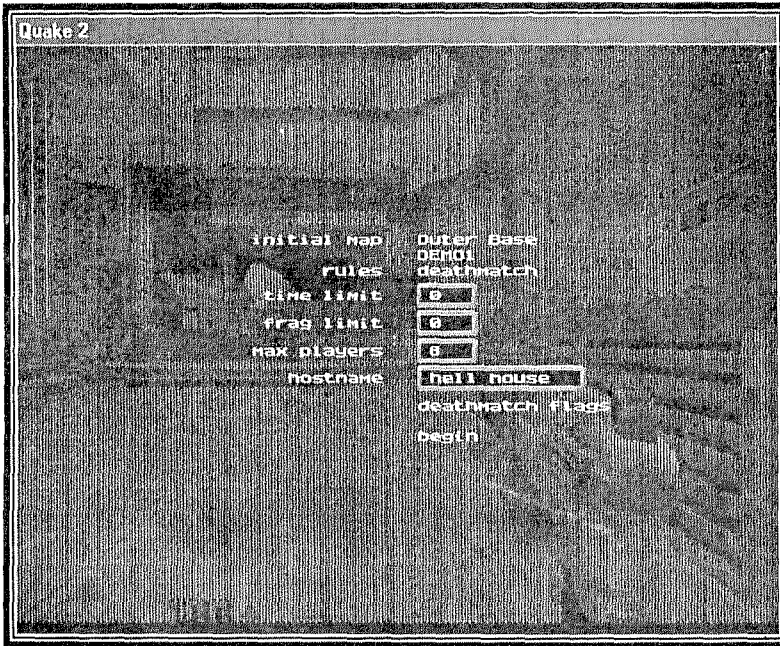 Quake 2
initial map Outer Base
DEMO1
rules deathmatch
time limit 0
frag limit 0
max players 8
hostname hell house
deathmatch flags
begin